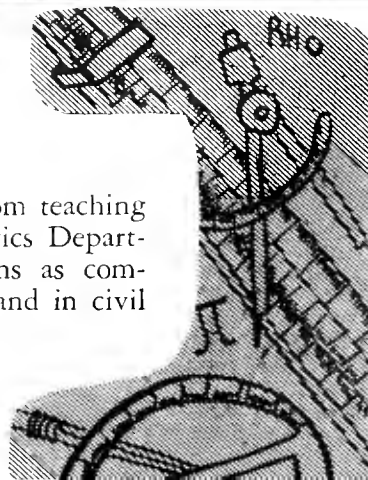 RHO
om teaching
ics Depart-
ns as com-
and in civil
π